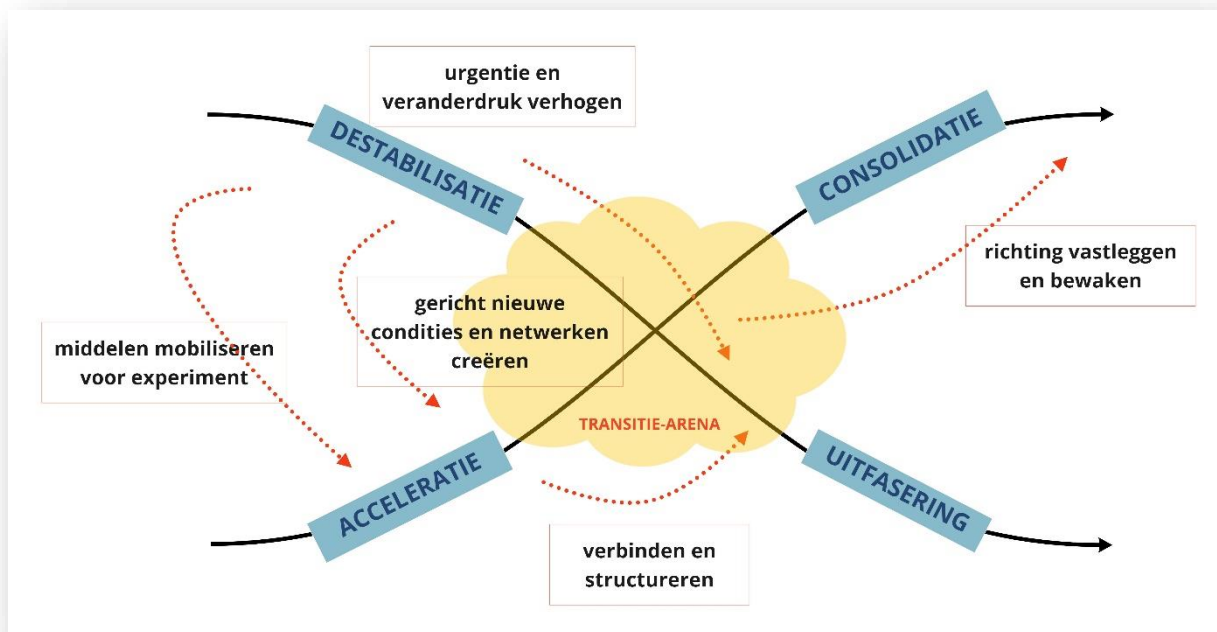 urgentie en
veranderdruk verhogen
DESTABILISATIE
CONSOLIDATIE
richting vastleggen
en bewaken
gericht nieuwe
condities en netwerken
creëren
middelen mobiliseren
voor experiment
TRANSITIE-ARENA
ACCELERATIE
UITFASERING
verbinden en
structureren